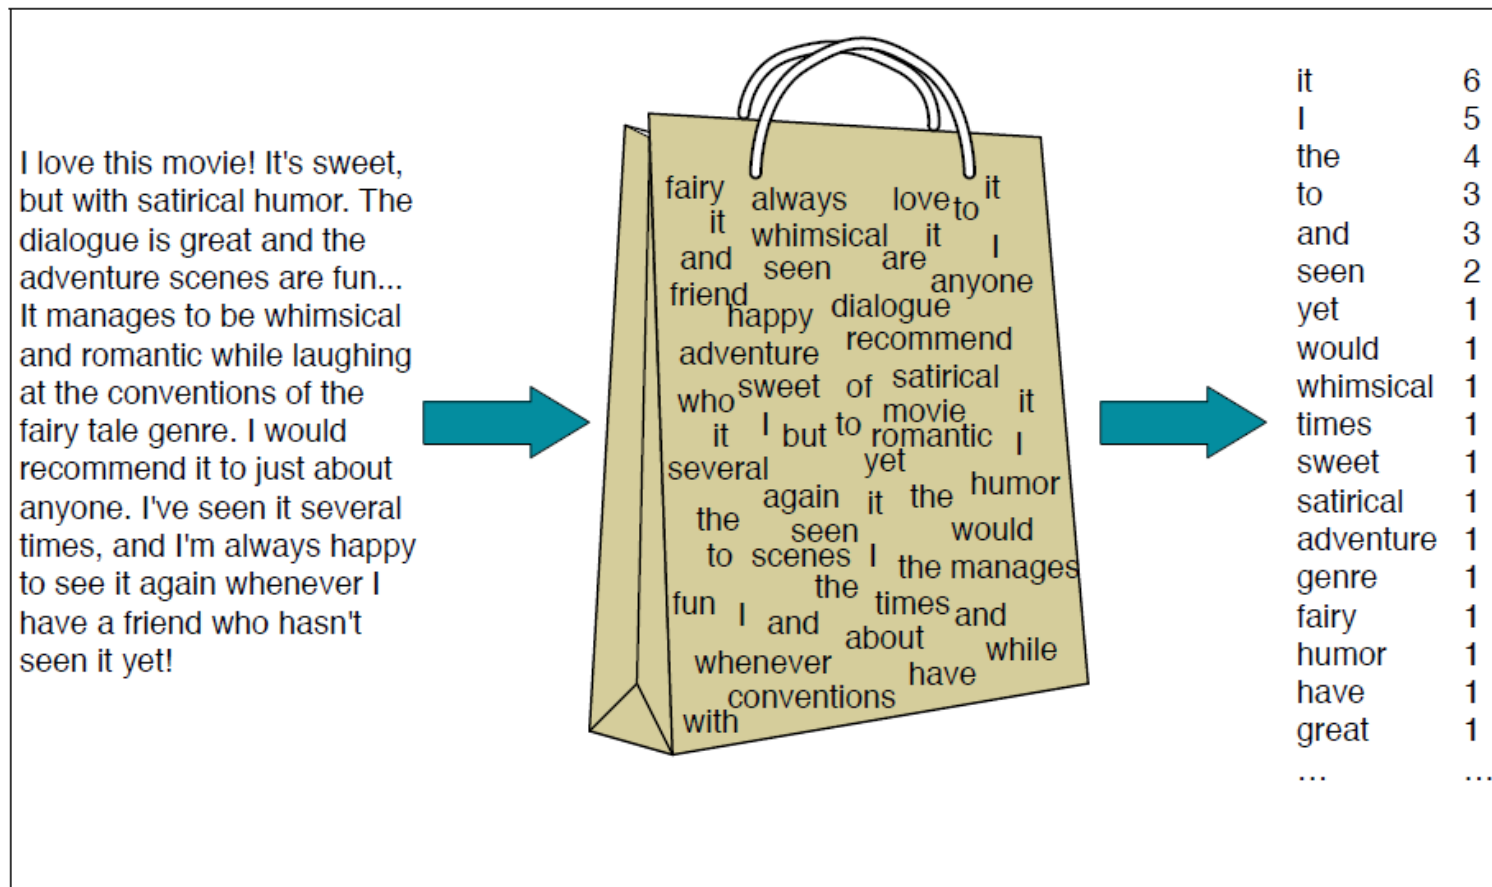 I love this movie! It's sweet,
but with satirical humor. The
dialogue is great and the
adventure scenes are fun...
It manages to be whimsical
and romantic while laughing
at the conventions of the
fairy tale genre. I would
recommend it to just about
anyone. I've seen it several
times, and I'm always happy
to see it again whenever I
have a friend who hasn't
seen it yet!
fairy always love to it
it whimsical it I
and seen are anyone
friend happy dialogue
adventure recommend
who sweet of satirical
it I but to movie it
romantic I
several yet
again it the humor
the seen would
to scenes I the manages
the
fun I and times and
about while
whenever have
conventions
with
it 6
I 5
the 4
to 3
and 3
seen 2
yet 1
would 1
whimsical 1
times 1
sweet 1
satirical 1
adventure 1
genre 1
fairy 1
humor 1
have 1
great 1
... ...